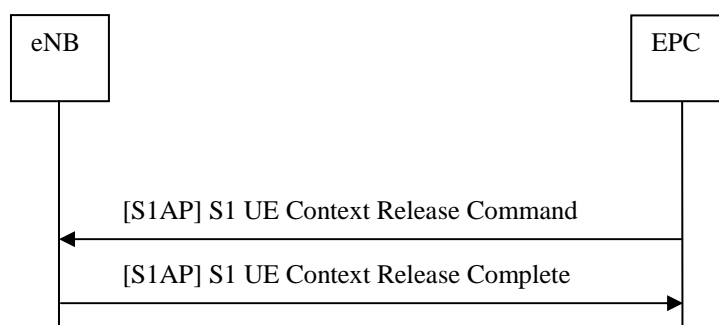 eNB
EPC
[S1AP] S1 UE Context Release Command
[S1AP] S1 UE Context Release Complete